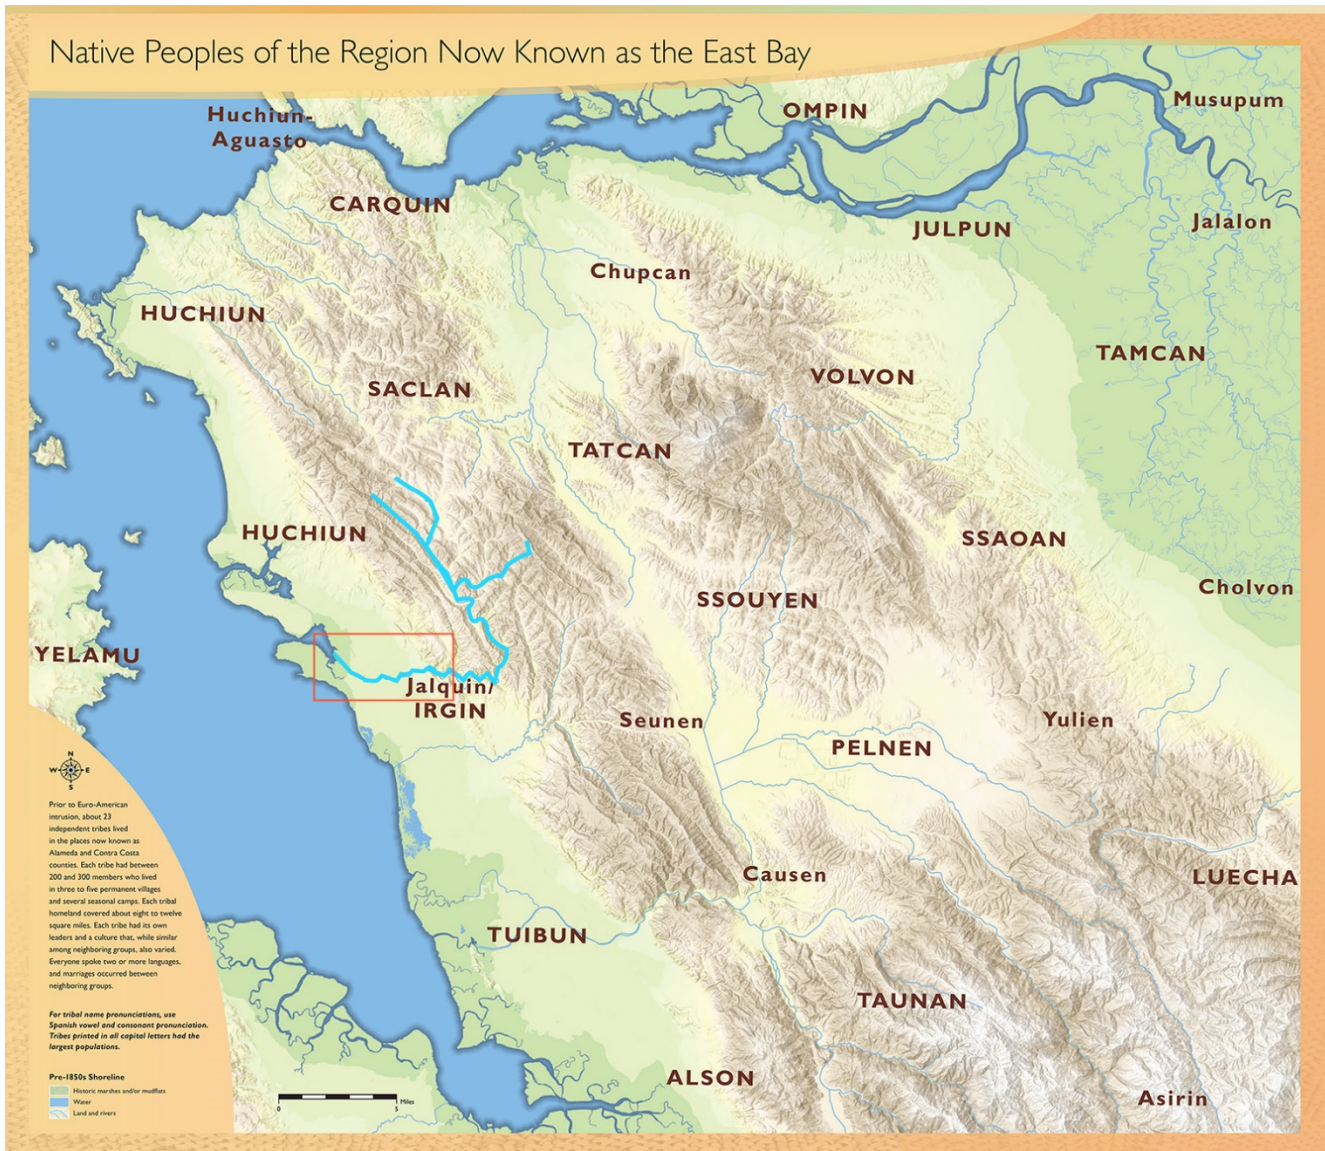 Native Peoples of the Region Now Known as the East Bay
Huchiun-
Aguasto
OMPIN
Musupum
CARQUIN
JULPUN
Jalalon
Chupcan
HUCHIUN
TAMCAN
SACLAN
VOLVON
TATCAN
HUCHIUN
SSAOAN
Cholvon
SSOUYEN
YELAMU
Jalquin/
IRGIN
Seunen
Yulien
PELNEN
N
W E
S
Prior to Euro-American
intrusion, about 23
independent tribes lived
in the places now known as
Alameda and Contra Costa
counties. Each tribe had between
200 and 300 members who lived
in three to five permanent villages
and several seasonal camps. Each tribal
homeland covered about eight to twelve
square miles. Each tribe had its own
leaders and a culture that, while similar
among neighboring groups, also varied.
Everyone spoke two or more languages,
and marriages occurred between
neighboring groups.
Causen
LUECHA
TUIBUN
TAUNAN
For tribal name pronunciations, use
Spanish vowel and consonant pronunciation.
Tribes printed in all capital letters had the
largest populations.
ALSON
Asirin
Pre-1850s Shoreline
Historic marshes and/or mudflats
Water
Land and rivers
0 5 Miles